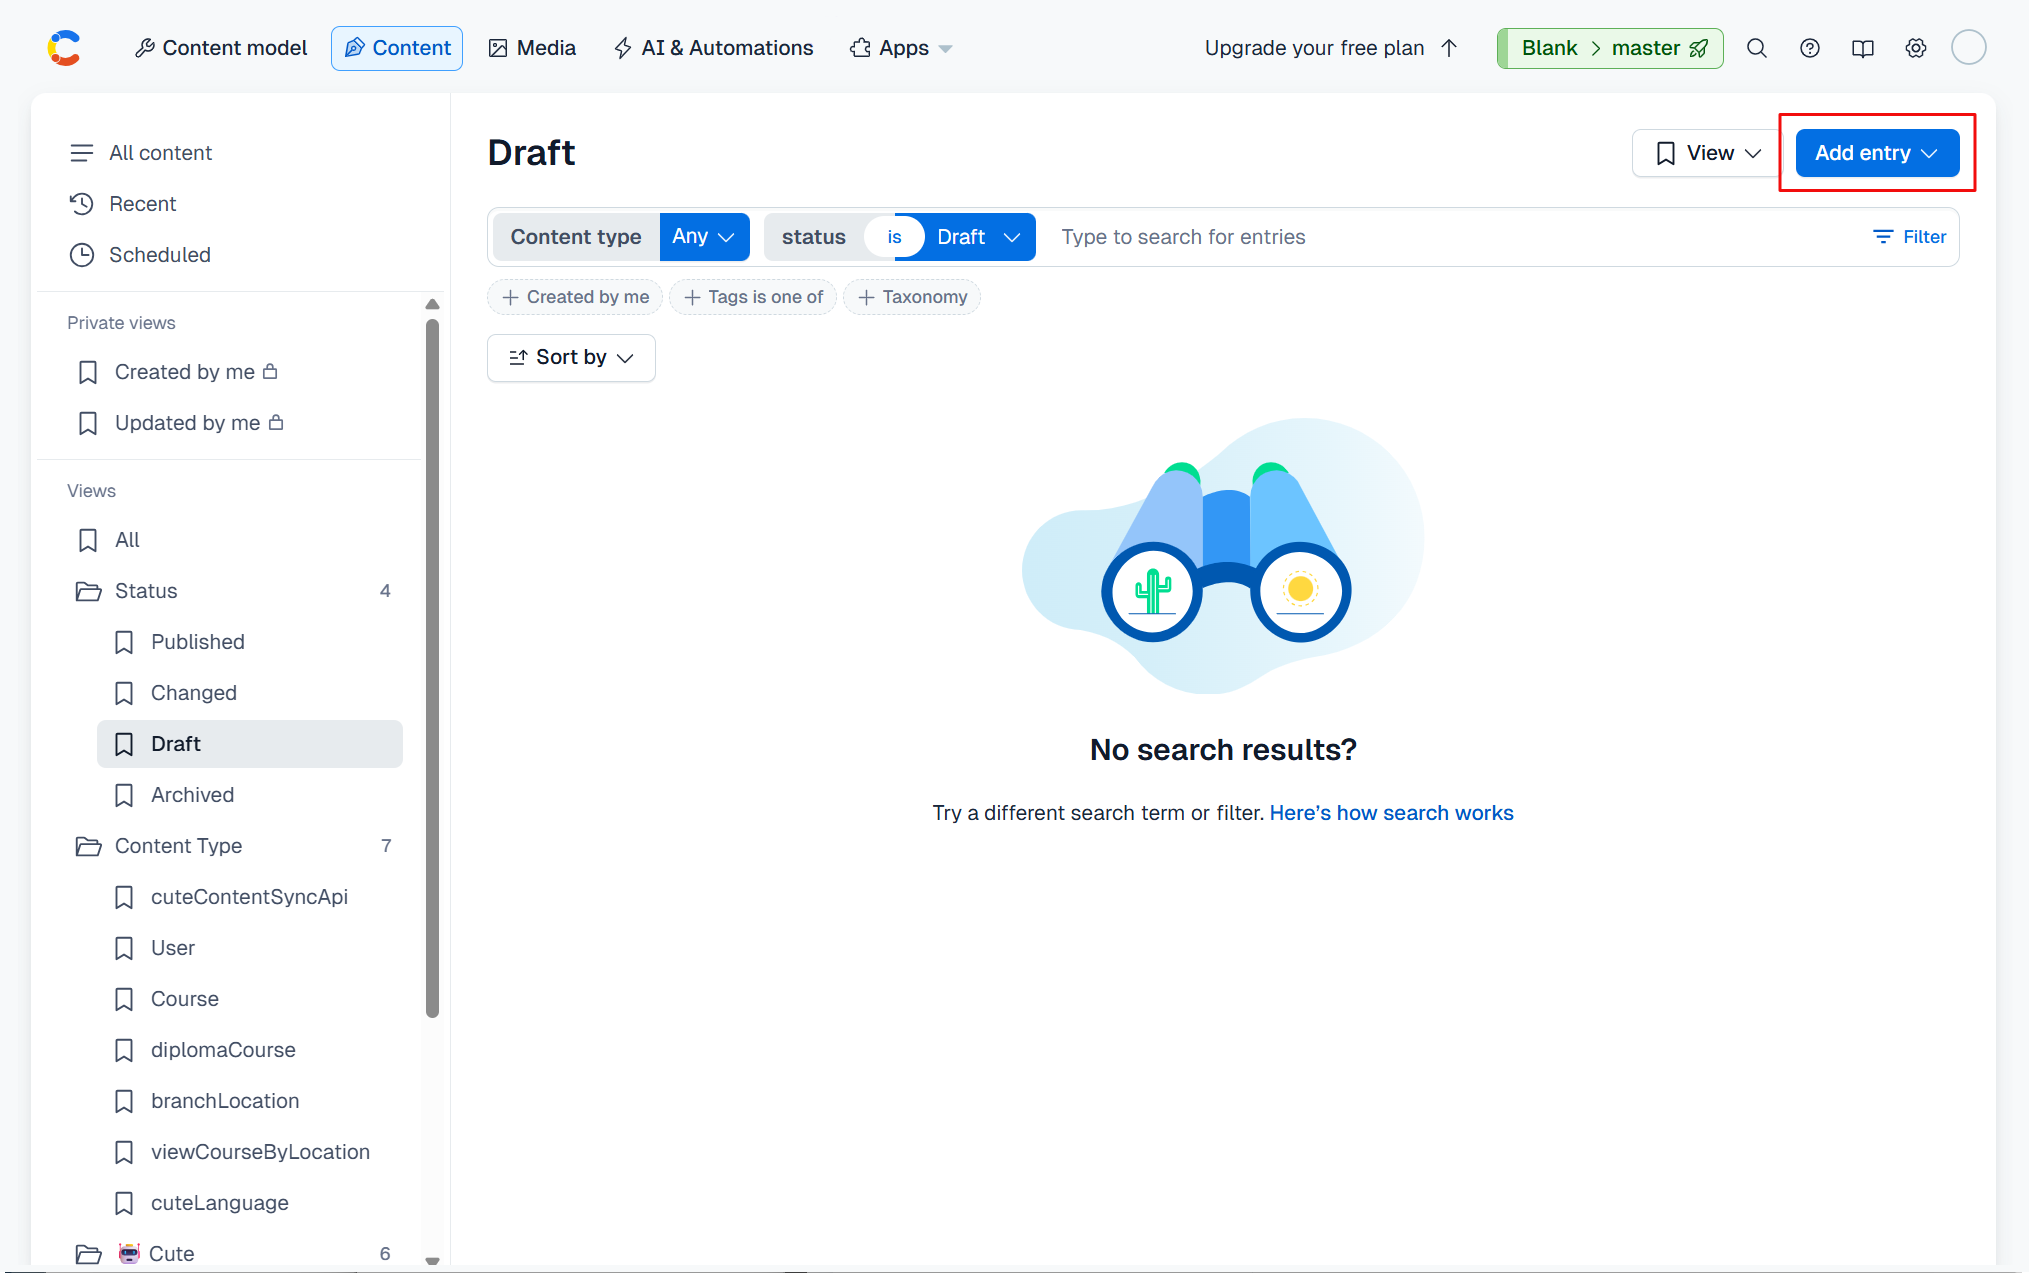 Content model
Content
Media
AI & Automations
Apps
Upgrade your free plan
Blank > master
All content
Recent
Scheduled
Private views
Created by me
Updated by me
Views
All
Status 4
Published
Changed
Draft
Archived
Content Type 7
cuteContentSyncApi
User
Course
diplomaCourse
branchLocation
viewCourseByLocation
cuteLanguage
Cute 6
Draft
View
Add entry
Content type Any
status is Draft
Type to search for entries
Filter
Created by me
Tags is one of
Taxonomy
Sort by
No search results?
Try a different search term or filter. Here's how search works